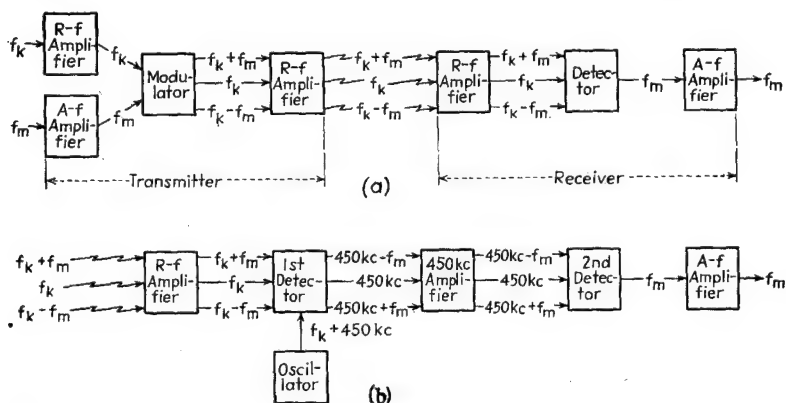 R-f Amplifier
f_k
f_k
A-f Amplifier
f_m
f_m
Modulator
f_k+f_m
f_k
f_k-f_m
R-f Amplifier
f_k+f_m
f_k
f_k-f_m
R-f Amplifier
f_k+f_m
f_k
f_k-f_m
Detector
f_m
A-f Amplifier
f_m
Transmitter
(a)
Receiver
f_k+f_m
f_k
f_k-f_m
R-f Amplifier
f_k+f_m
f_k
f_k-f_m
1st Detector
f_k+450 kc
Oscillator
450kc-f_m
450kc
450kc+f_m
450kc Amplifier
450kc-f_m
450kc
450kc+f_m
2nd Detector
f_m
A-f Amplifier
f_m
(b)